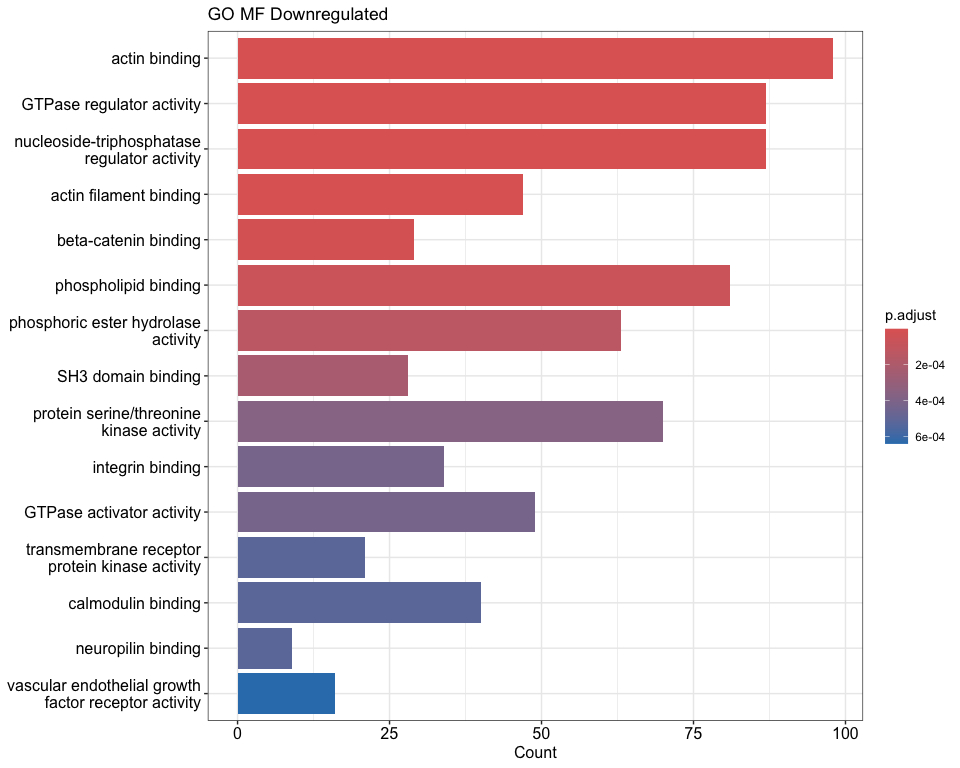 GO MF Downregulated
actin binding
GTPase regulator activity
nucleoside-triphosphatase
regulator activity
actin filament binding
beta-catenin binding
phospholipid binding
phosphoric ester hydrolase
activity
SH3 domain binding
protein serine/threonine
kinase activity
integrin binding
GTPase activator activity
transmembrane receptor
protein kinase activity
calmodulin binding
neuropilin binding
vascular endothelial growth
factor receptor activity
0
25
50
75
100
Count
p.adjust
2e-04
4e-04
6e-04